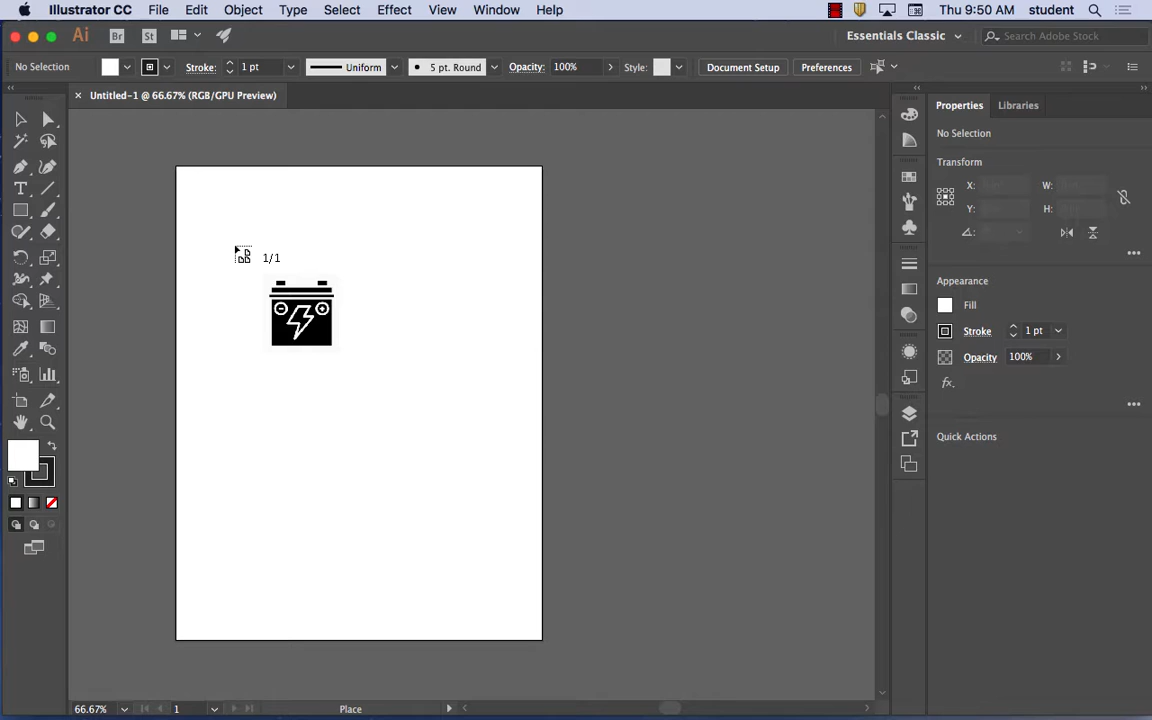 Illustrator CC File Edit Object Type Select Effect View Window Help Thu 9:50 AM student
Ai Br St Essentials Classic Search Adobe Stock
No Selection Stroke: 1 pt Uniform 5 pt. Round Opacity: 100% Style: Document Setup Preferences
Untitled-1 @ 66.67% (RGB/GPU Preview)
Properties Libraries
No Selection
Transform
X: W:
Y: H:
Appearance
Fill
Stroke 1 pt
Opacity 100%
fx.
Quick Actions
1/1
66.67% 1 Place